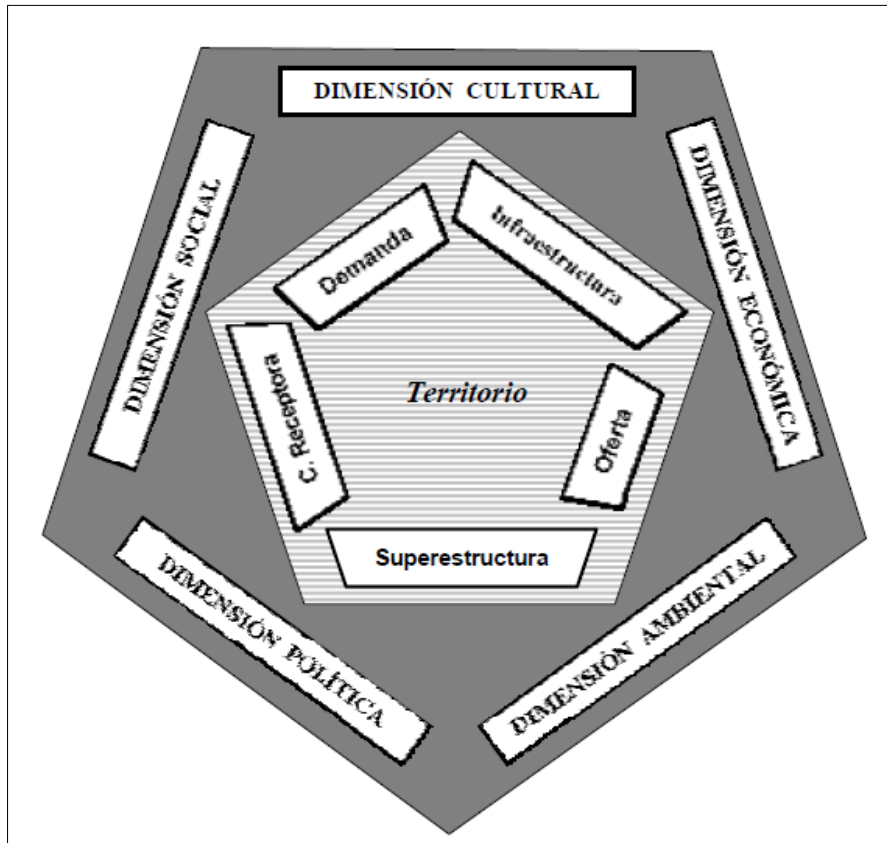 DIMENSIÓN CULTURAL
DIMENSIÓN SOCIAL
DIMENSIÓN ECONÓMICA
Demanda
Infraestructura
C. Receptora
Territorio
Oferta
Superestructura
DIMENSIÓN POLÍTICA
DIMENSIÓN AMBIENTAL